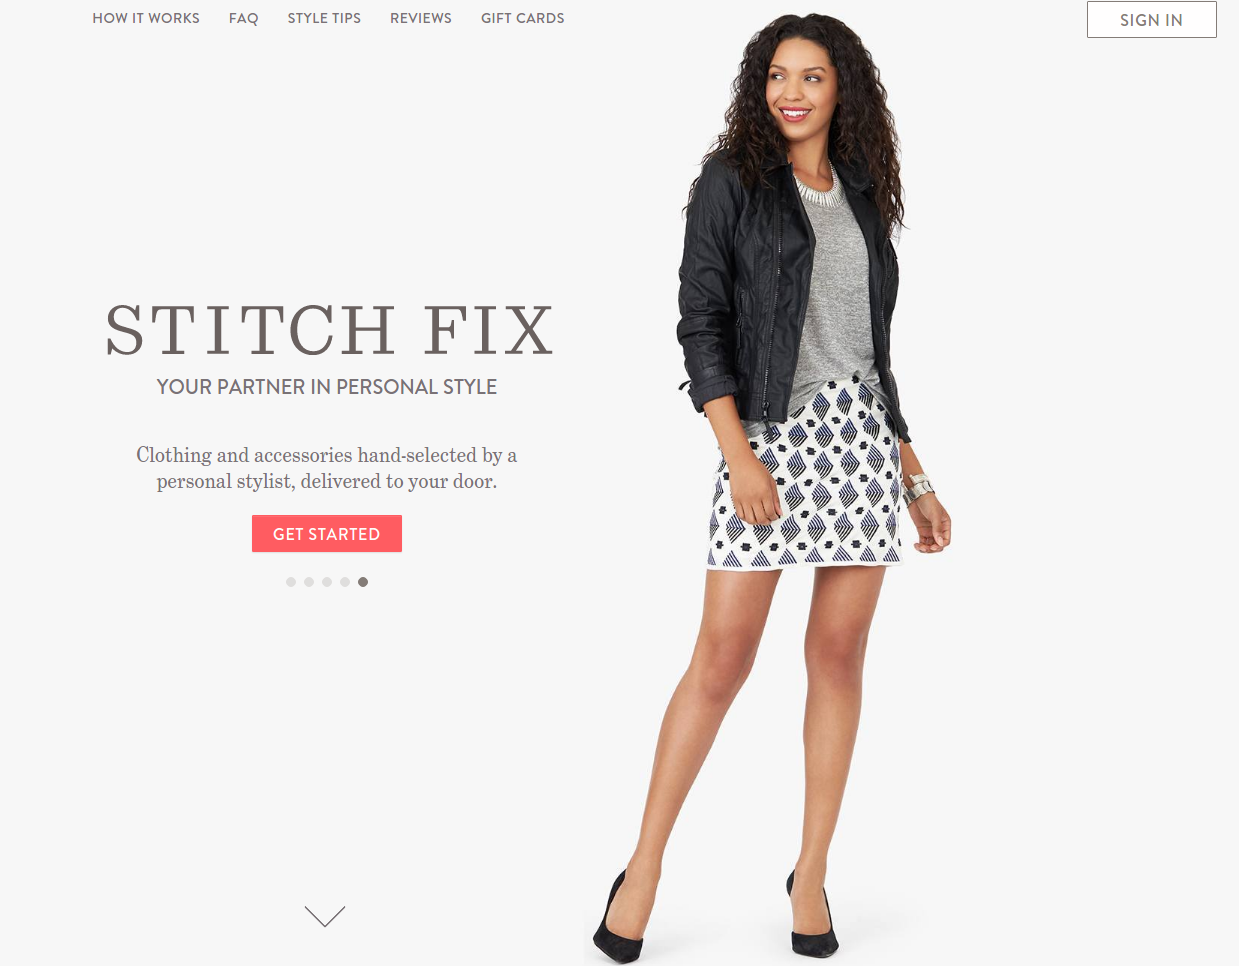 HOW IT WORKS FAQ STYLE TIPS REVIEWS GIFT CARDS SIGN IN
STITCH FIX
YOUR PARTNER IN PERSONAL STYLE
Clothing and accessories hand-selected by a
personal stylist, delivered to your door.
GET STARTED